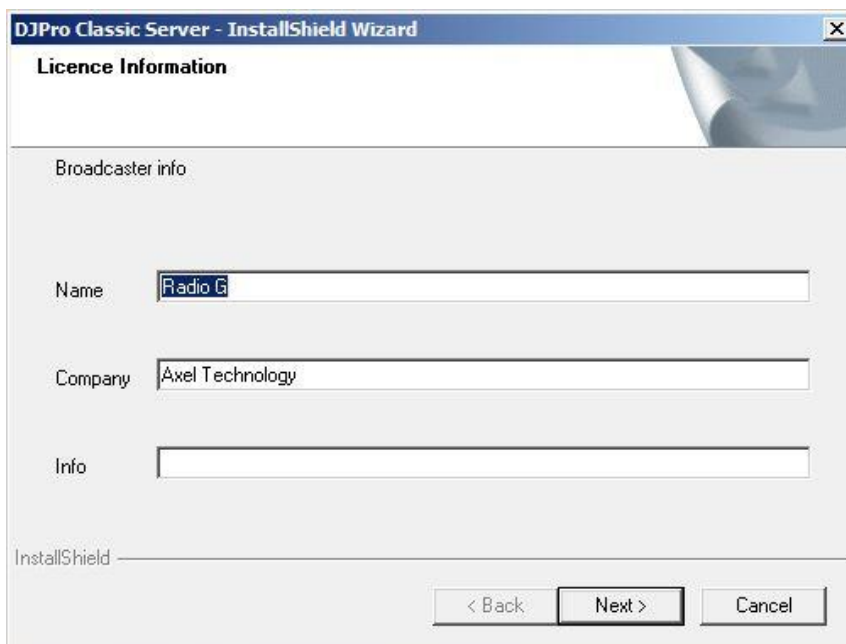 DJPro Classic Server - InstallShield Wizard
Licence Information
Broadcaster info
Name Radio G
Company Axel Technology
Info
InstallShield
< Back Next > Cancel